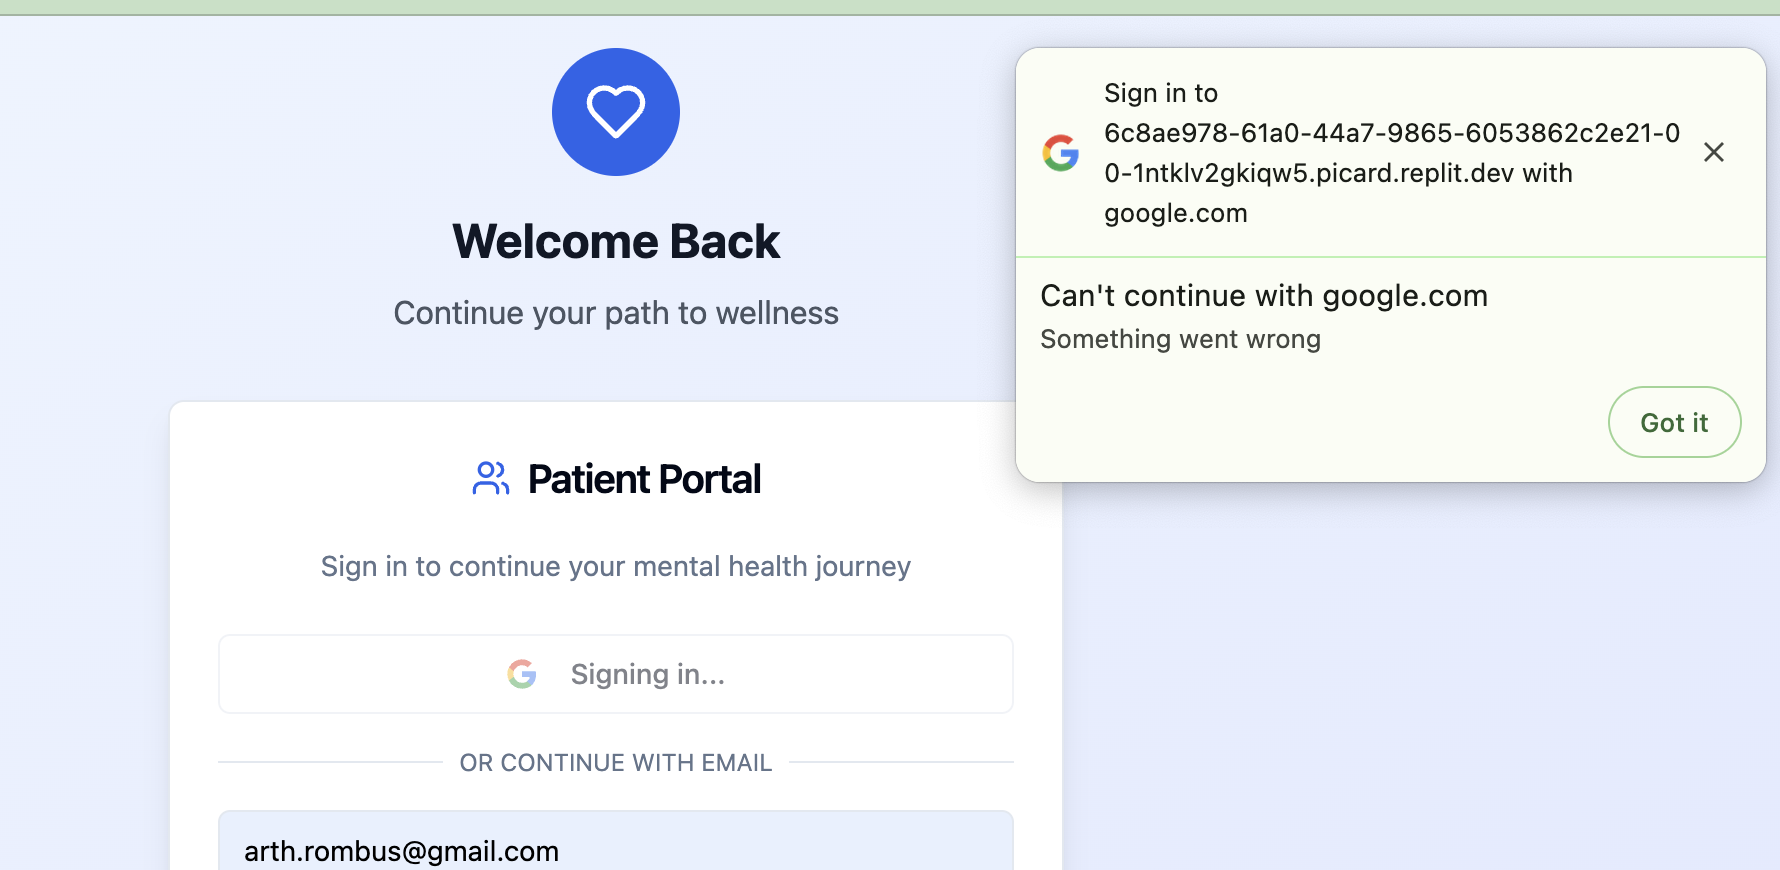 Welcome Back
Continue your path to wellness
Patient Portal
Sign in to continue your mental health journey
Signing in...
OR CONTINUE WITH EMAIL
arth.rombus@gmail.com
Sign in to
6c8ae978-61a0-44a7-9865-6053862c2e21-0
0-1ntklv2gkiqw5.picard.replit.dev with
google.com
Can't continue with google.com
Something went wrong
Got it